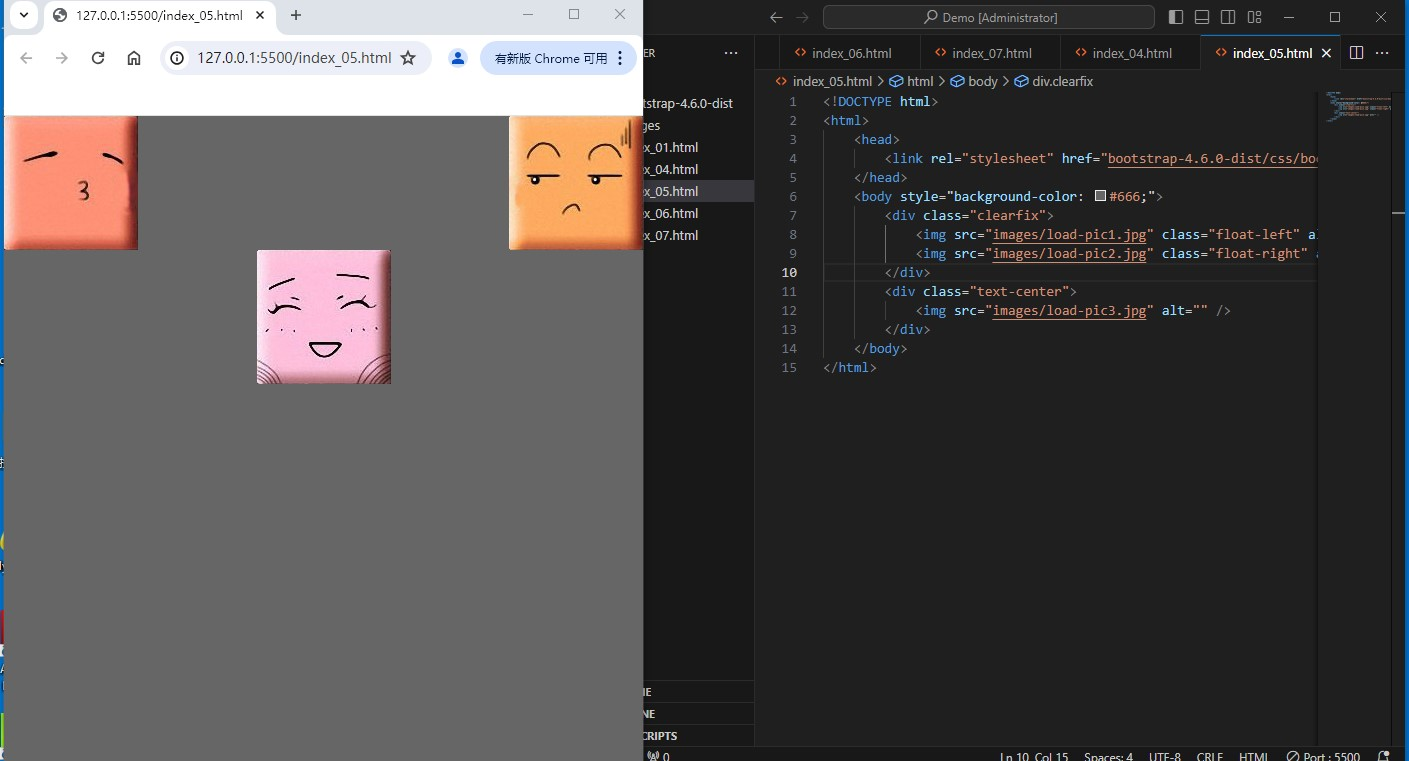 127.0.0.1:5500/index_05.html
127.0.0.1:5500/index_05.html
有新版 Chrome 可用
Demo [Administrator]
index_06.html
index_07.html
index_04.html
index_05.html
index_05.html > html > body > div.clearfix
ER
tstrap-4.6.0-dist
ges
x_01.html
x_04.html
x_05.html
x_06.html
x_07.html
1 <!DOCTYPE html>
2 <html>
3 <head>
4 <link rel="stylesheet" href="bootstrap-4.6.0-dist/css/boo
5 </head>
6 <body style="background-color: #666;">
7 <div class="clearfix">
8 <img src="images/load-pic1.jpg" class="float-left" a
9 <img src="images/load-pic2.jpg" class="float-right"
10 </div>
11 <div class="text-center">
12 <img src="images/load-pic3.jpg" alt="" />
13 </div>
14 </body>
15 </html>
NE
CRIPTS
0
Ln 10, Col 15
Spaces: 4
UTF-8
CRLF
HTML
Port : 5500